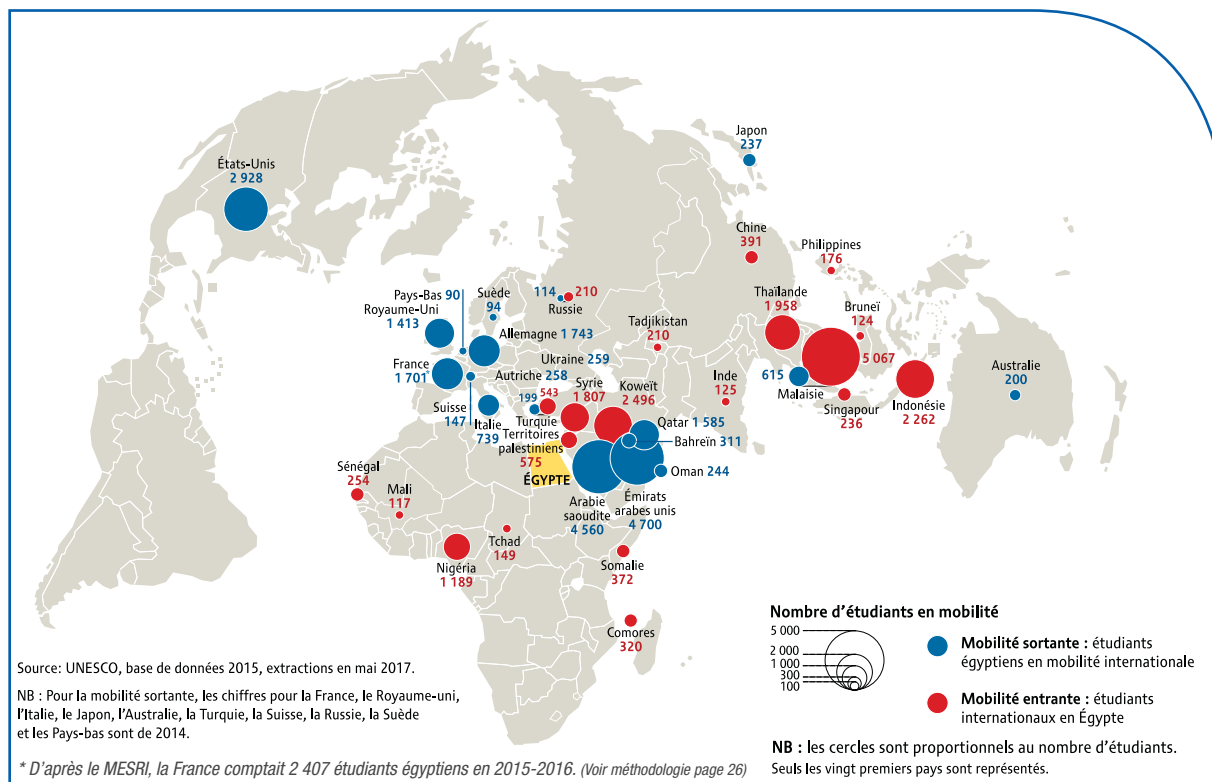 Japon
237
États-Unis
2 928
Chine
391
Philippines
176
Suède
94
114
210
Russie
Pays-Bas 90
Royaume-Uni
1 413
Thaïlande
1 958
Bruneï
124
Allemagne 1 743
Tadjikistan
210
5 067
France
1 701*
Ukraine 259
Autriche 258
Inde
125
615
Malaisie
Australie
200
Syrie
1 807
Koweït
2 496
543
199
Suisse
147
Italie
739
Turquie
Territoires
palestiniens
575
Qatar 1 585
Singapour
236
Indonésie
2 262
Bahreïn 311
ÉGYPTE
Oman 244
Sénégal
254
Mali
117
Arabie
saoudite
4 560
Émirats
arabes unis
4 700
Tchad
149
Nigéria
1 189
Somalie
372
Comores
320
Nombre d'étudiants en mobilité
5 000
2 000
1 000
300
100
Mobilité sortante : étudiants
égyptiens en mobilité internationale
Mobilité entrante : étudiants
internationaux en Égypte
NB : les cercles sont proportionnels au nombre d'étudiants.
Seuls les vingt premiers pays sont représentés.
Source: UNESCO, base de données 2015, extractions en mai 2017.
NB : Pour la mobilité sortante, les chiffres pour la France, le Royaume-uni,
l'Italie, le Japon, l'Australie, la Turquie, la Suisse, la Russie, la Suède
et les Pays-bas sont de 2014.
* D'après le MESRI, la France comptait 2 407 étudiants égyptiens en 2015-2016. (Voir méthodologie page 26)